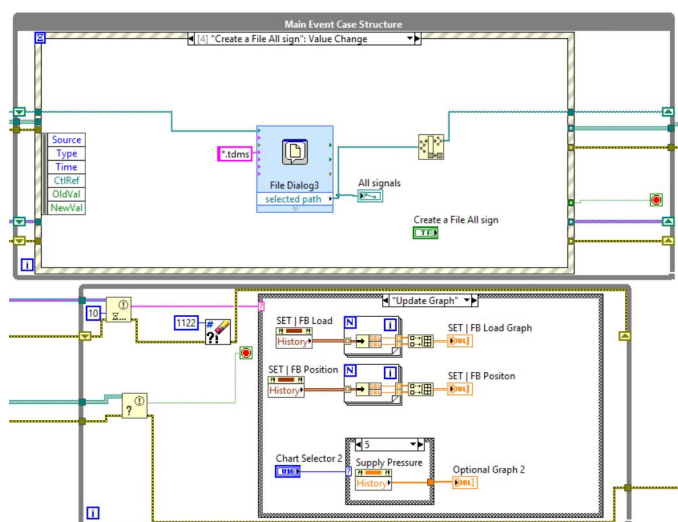 Main Event Case Structure
[4] "Create a File All sign": Value Change
Source
Type
Time
CtlRef
OldVal
NewVal
*.tdms
File Dialog3
selected path
All signals
Create a File All sign
TF
i
"Update Graph"
10
1122
#
?!
?
SET | FB Load
History
N
i
SET | FB Load Graph
DBL
SET | FB Position
History
N
i
SET | FB Positon
DBL
5
Chart Selector 2
U16
Supply Pressure
History
Optional Graph 2
DBL
i